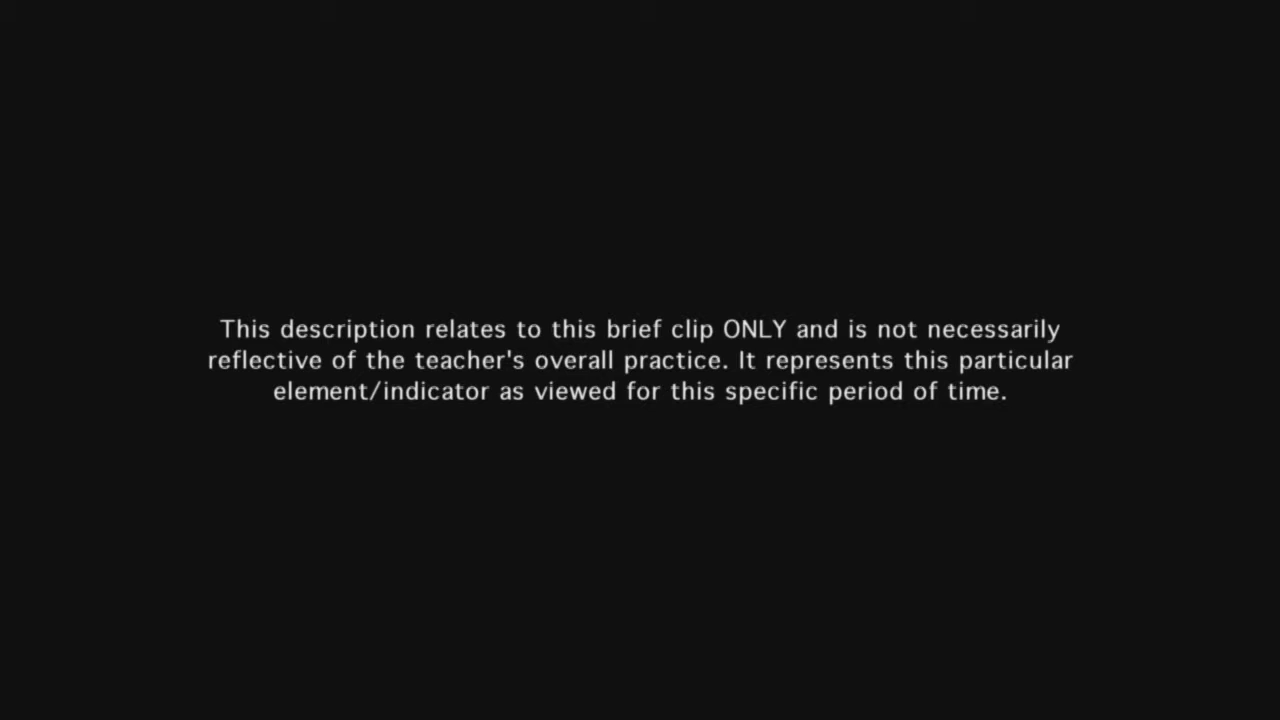 This description relates to this brief clip ONLY and is not necessarily
reflective of the teacher's overall practice. It represents this particular
element/indicator as viewed for this specific period of time.